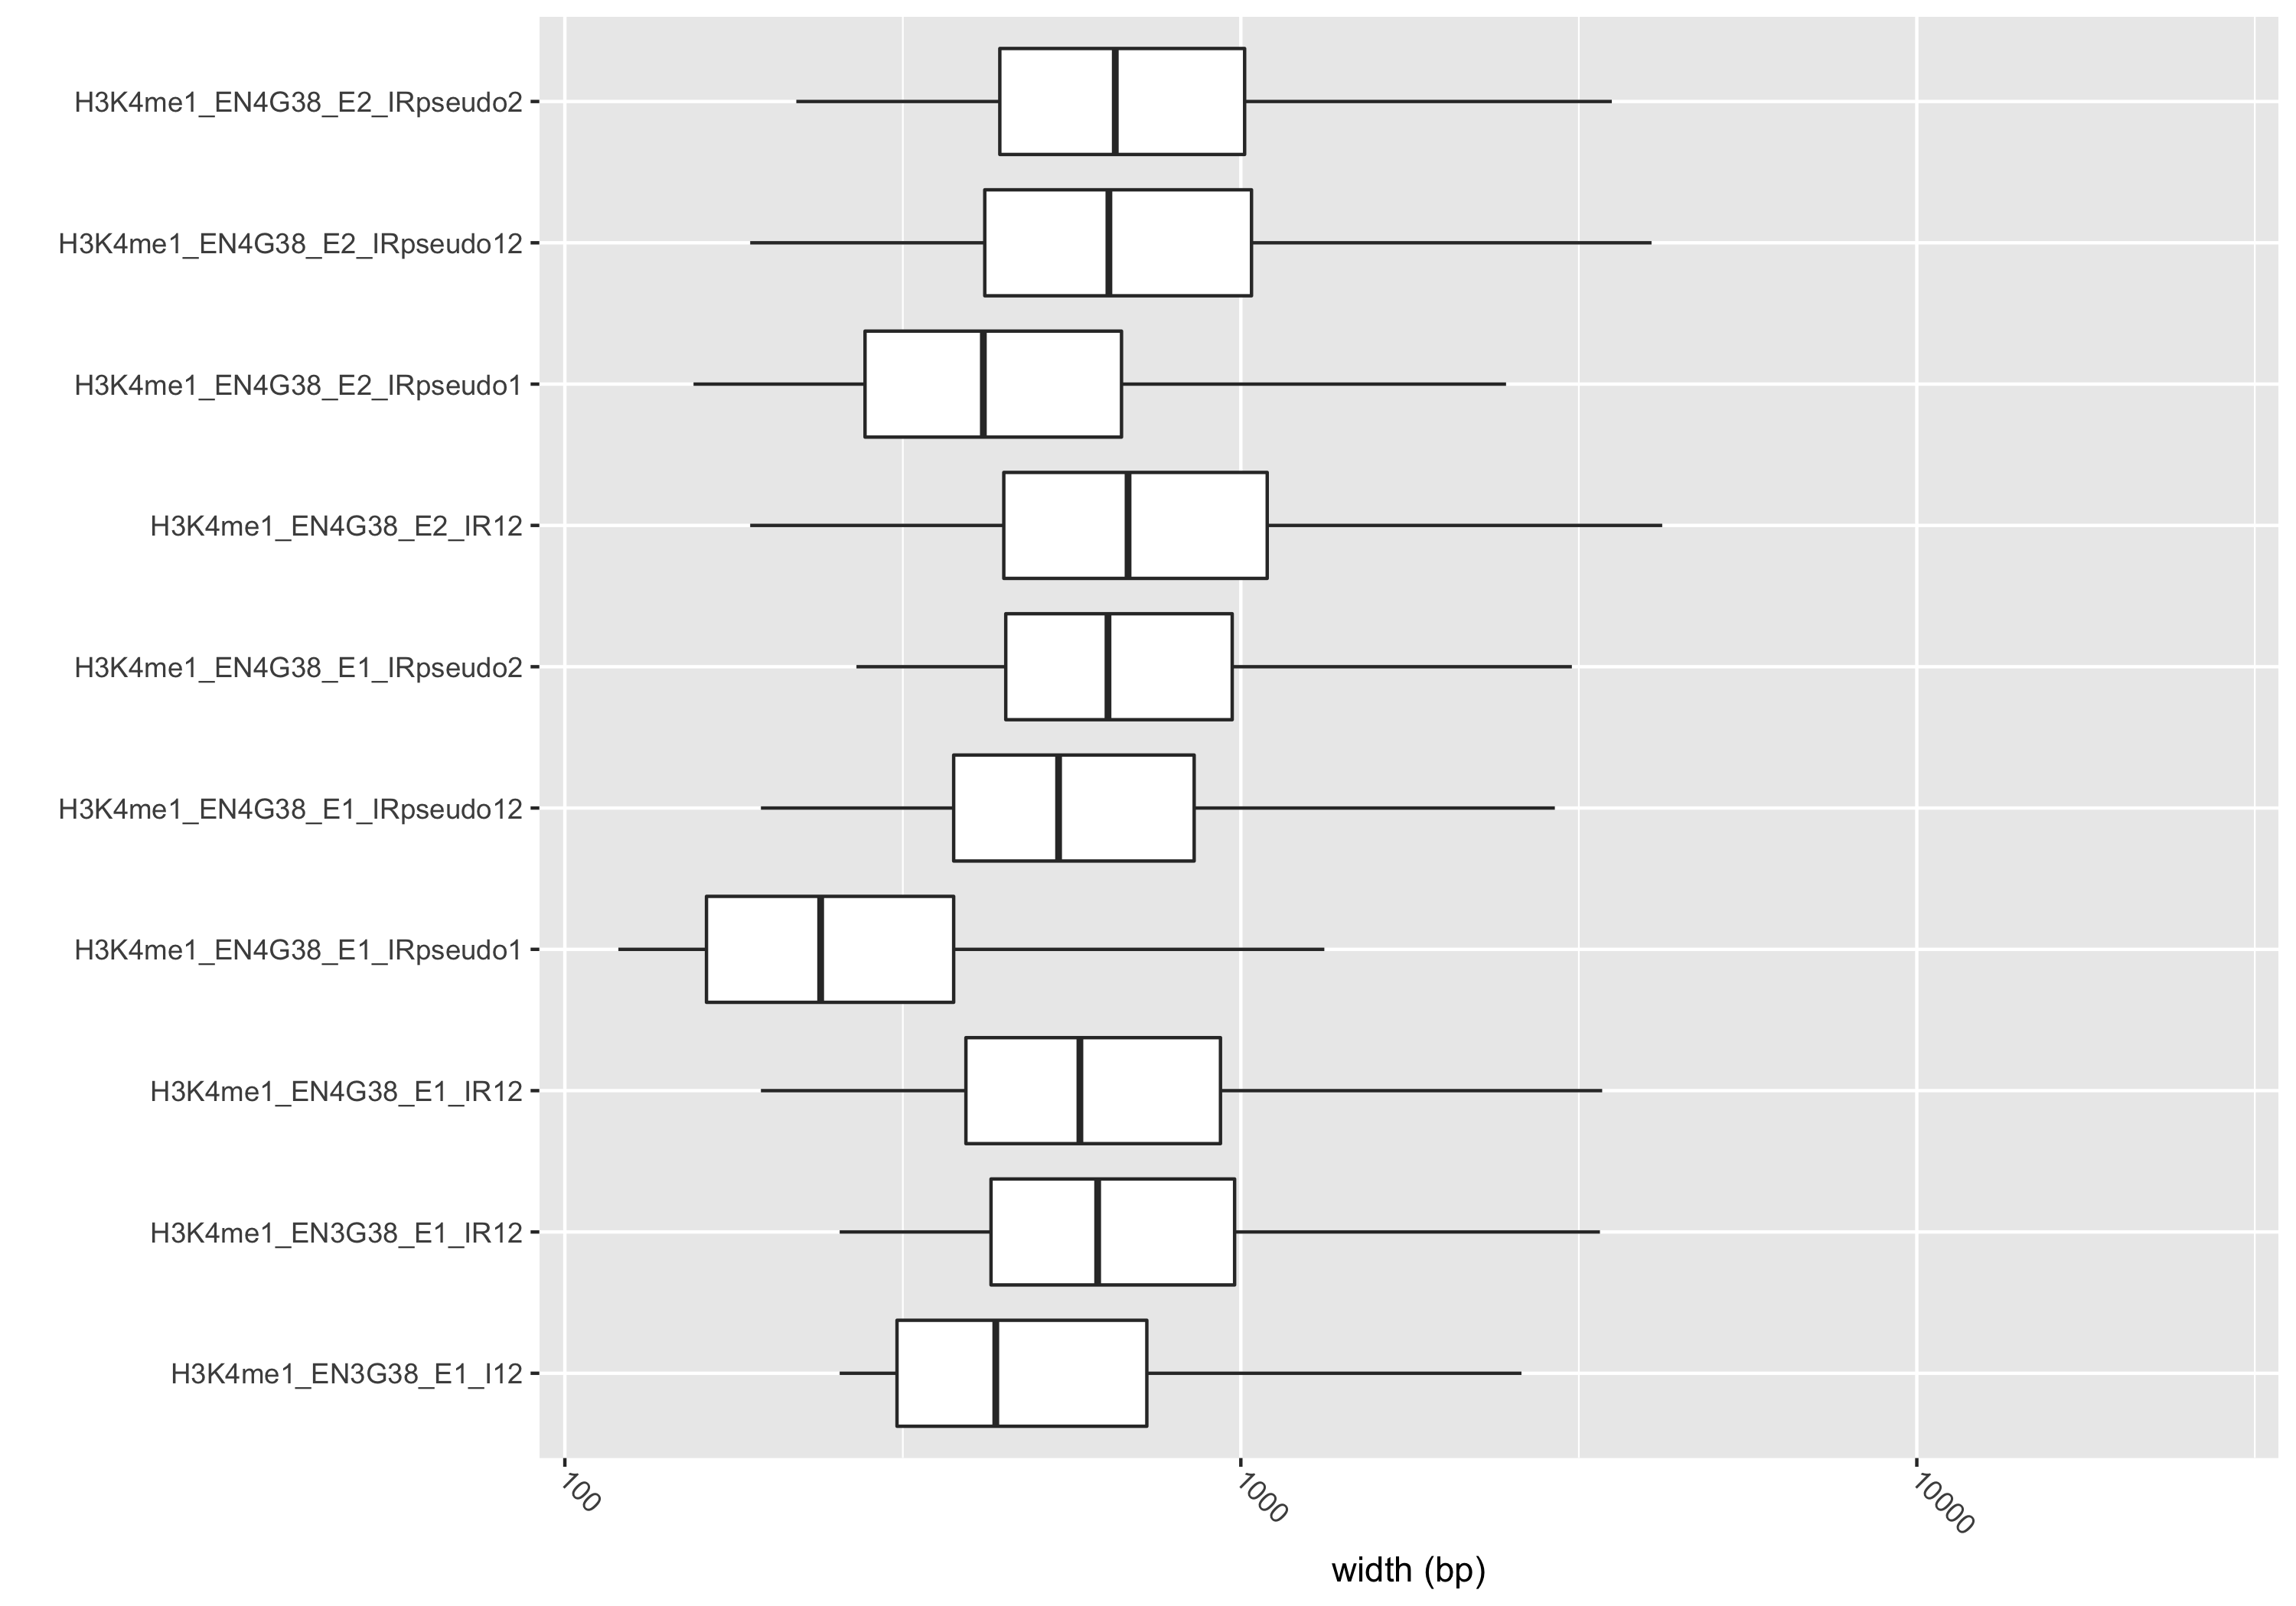 H3K4me1_EN4G38_E2_IRpseudo2
H3K4me1_EN4G38_E2_IRpseudo12
H3K4me1_EN4G38_E2_IRpseudo1
H3K4me1_EN4G38_E2_IR12
H3K4me1_EN4G38_E1_IRpseudo2
H3K4me1_EN4G38_E1_IRpseudo12
H3K4me1_EN4G38_E1_IRpseudo1
H3K4me1_EN4G38_E1_IR12
H3K4me1_EN3G38_E1_IR12
H3K4me1_EN3G38_E1_I12
100 1000 10000
width (bp)